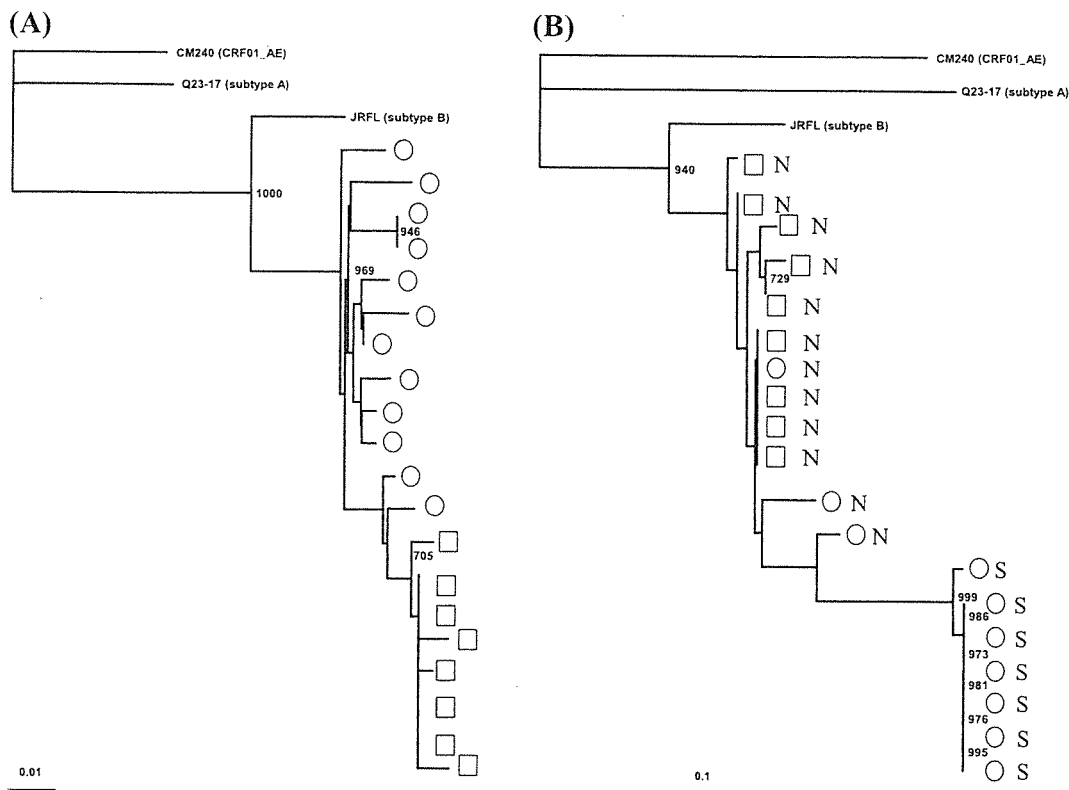 (A)
CM240 (CRF01_AE)
Q23-17 (subtype A)
JRFL (subtype B)
1000
946
969
705
0.01
(B)
CM240 (CRF01_AE)
Q23-17 (subtype A)
JRFL (subtype B)
940
N
N
N
N
729
N
N
N
N
N
N
N
N
S
999
S
986
S
973
S
981
S
976
S
995
S
0.1